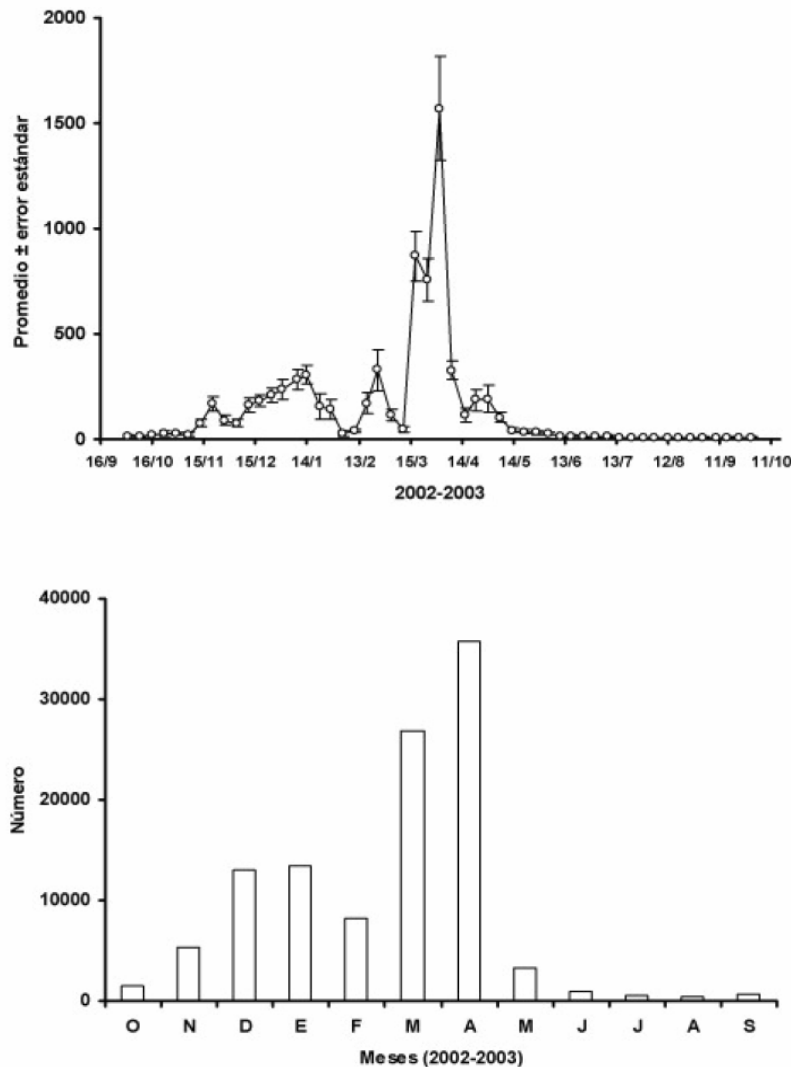 2000
1500
1000
500
0
Promedio ± error estándar
16/9 16/10 15/11 15/12 14/1 13/2 15/3 14/4 14/5 13/6 13/7 12/8 11/9 11/10
2002-2003
40000
30000
20000
10000
0
Número
O N D E F M A M J J A S
Meses (2002-2003)